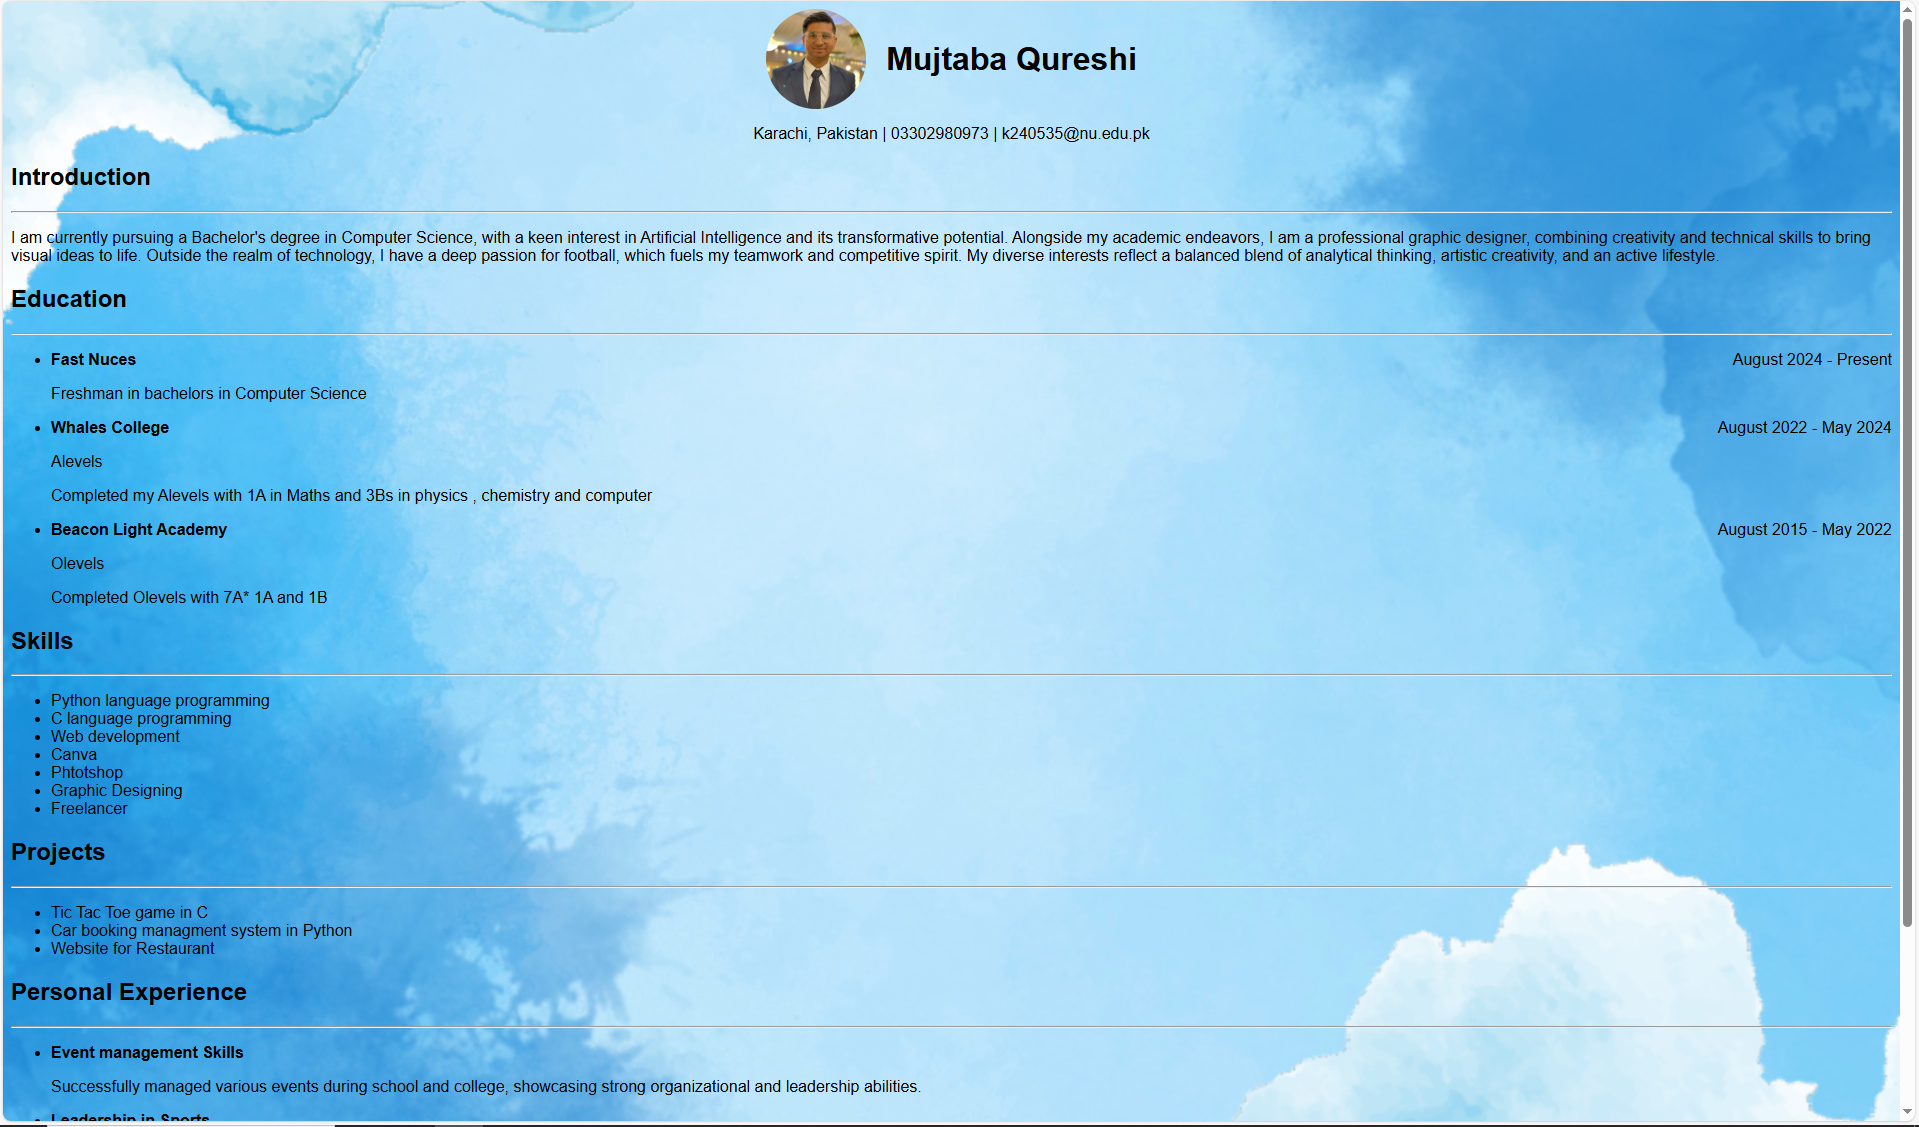 Mujtaba Qureshi
Karachi, Pakistan | 03302980973 | k240535@nu.edu.pk
Introduction
I am currently pursuing a Bachelor's degree in Computer Science, with a keen interest in Artificial Intelligence and its transformative potential. Alongside my academic endeavors, I am a professional graphic designer, combining creativity and technical skills to bring
visual ideas to life. Outside the realm of technology, I have a deep passion for football, which fuels my teamwork and competitive spirit. My diverse interests reflect a balanced blend of analytical thinking, artistic creativity, and an active lifestyle.
Education
• Fast Nuces August 2024 - Present
Freshman in bachelors in Computer Science
• Whales College August 2022 - May 2024
Alevels
Completed my Alevels with 1A in Maths and 3Bs in physics , chemistry and computer
• Beacon Light Academy August 2015 - May 2022
Olevels
Completed Olevels with 7A* 1A and 1B
Skills
• Python language programming
• C language programming
• Web development
• Canva
• Phtotshop
• Graphic Designing
• Freelancer
Projects
• Tic Tac Toe game in C
• Car booking managment system in Python
• Website for Restaurant
Personal Experience
• Event management Skills
Successfully managed various events during school and college, showcasing strong organizational and leadership abilities.
• Leadership in Sports